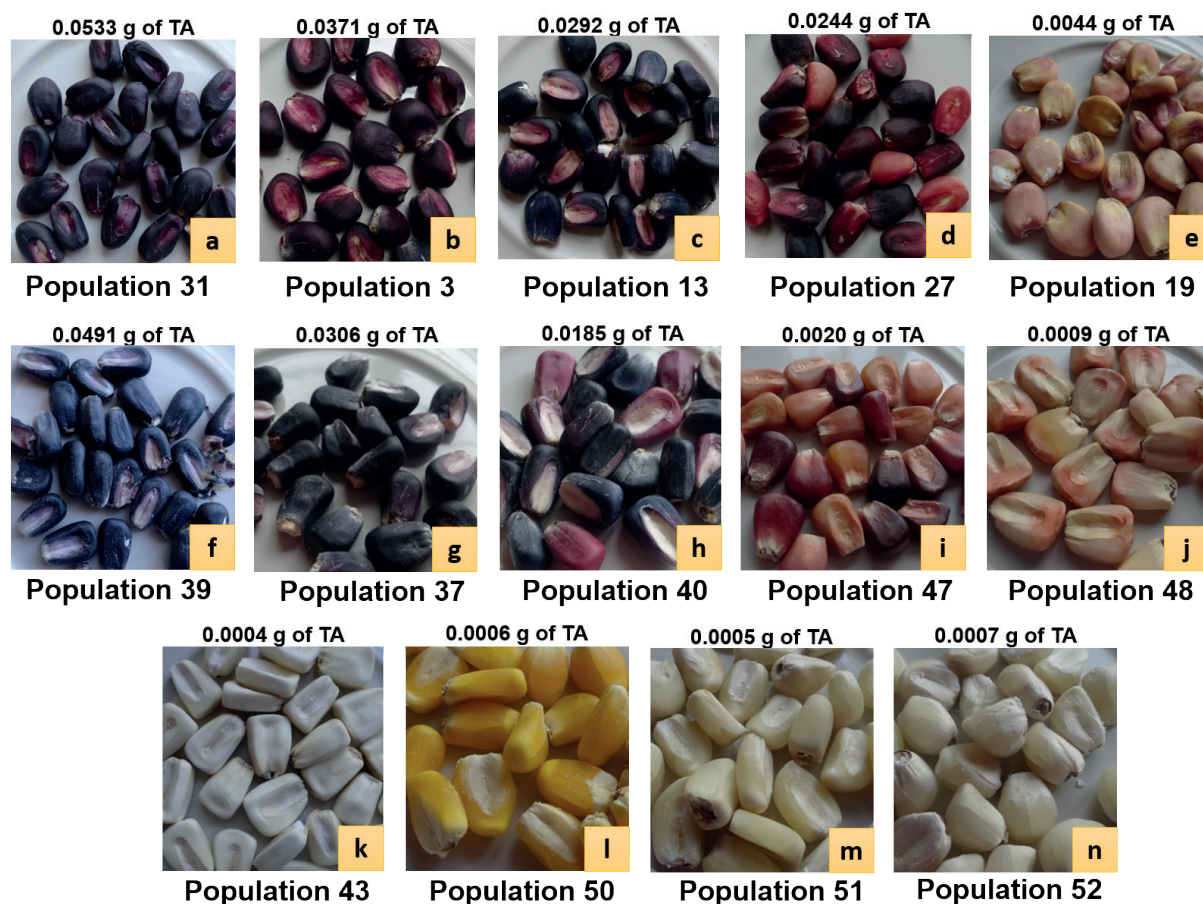 0.0533 g of TA
0.0371 g of TA
0.0292 g of TA
0.0244 g of TA
0.0044 g of TA
a
b
c
d
e
Population 31
Population 3
Population 13
Population 27
Population 19
0.0491 g of TA
0.0306 g of TA
0.0185 g of TA
0.0020 g of TA
0.0009 g of TA
f
g
h
i
j
Population 39
Population 37
Population 40
Population 47
Population 48
0.0004 g of TA
0.0006 g of TA
0.0005 g of TA
0.0007 g of TA
k
l
m
n
Population 43
Population 50
Population 51
Population 52